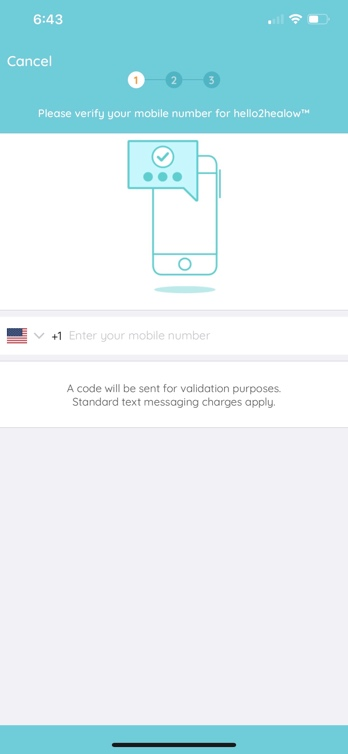 6:43
Cancel
1
2
3
Please verify your mobile number for hello2healow™
+1 Enter your mobile number
A code will be sent for validation purposes.
Standard text messaging charges apply.